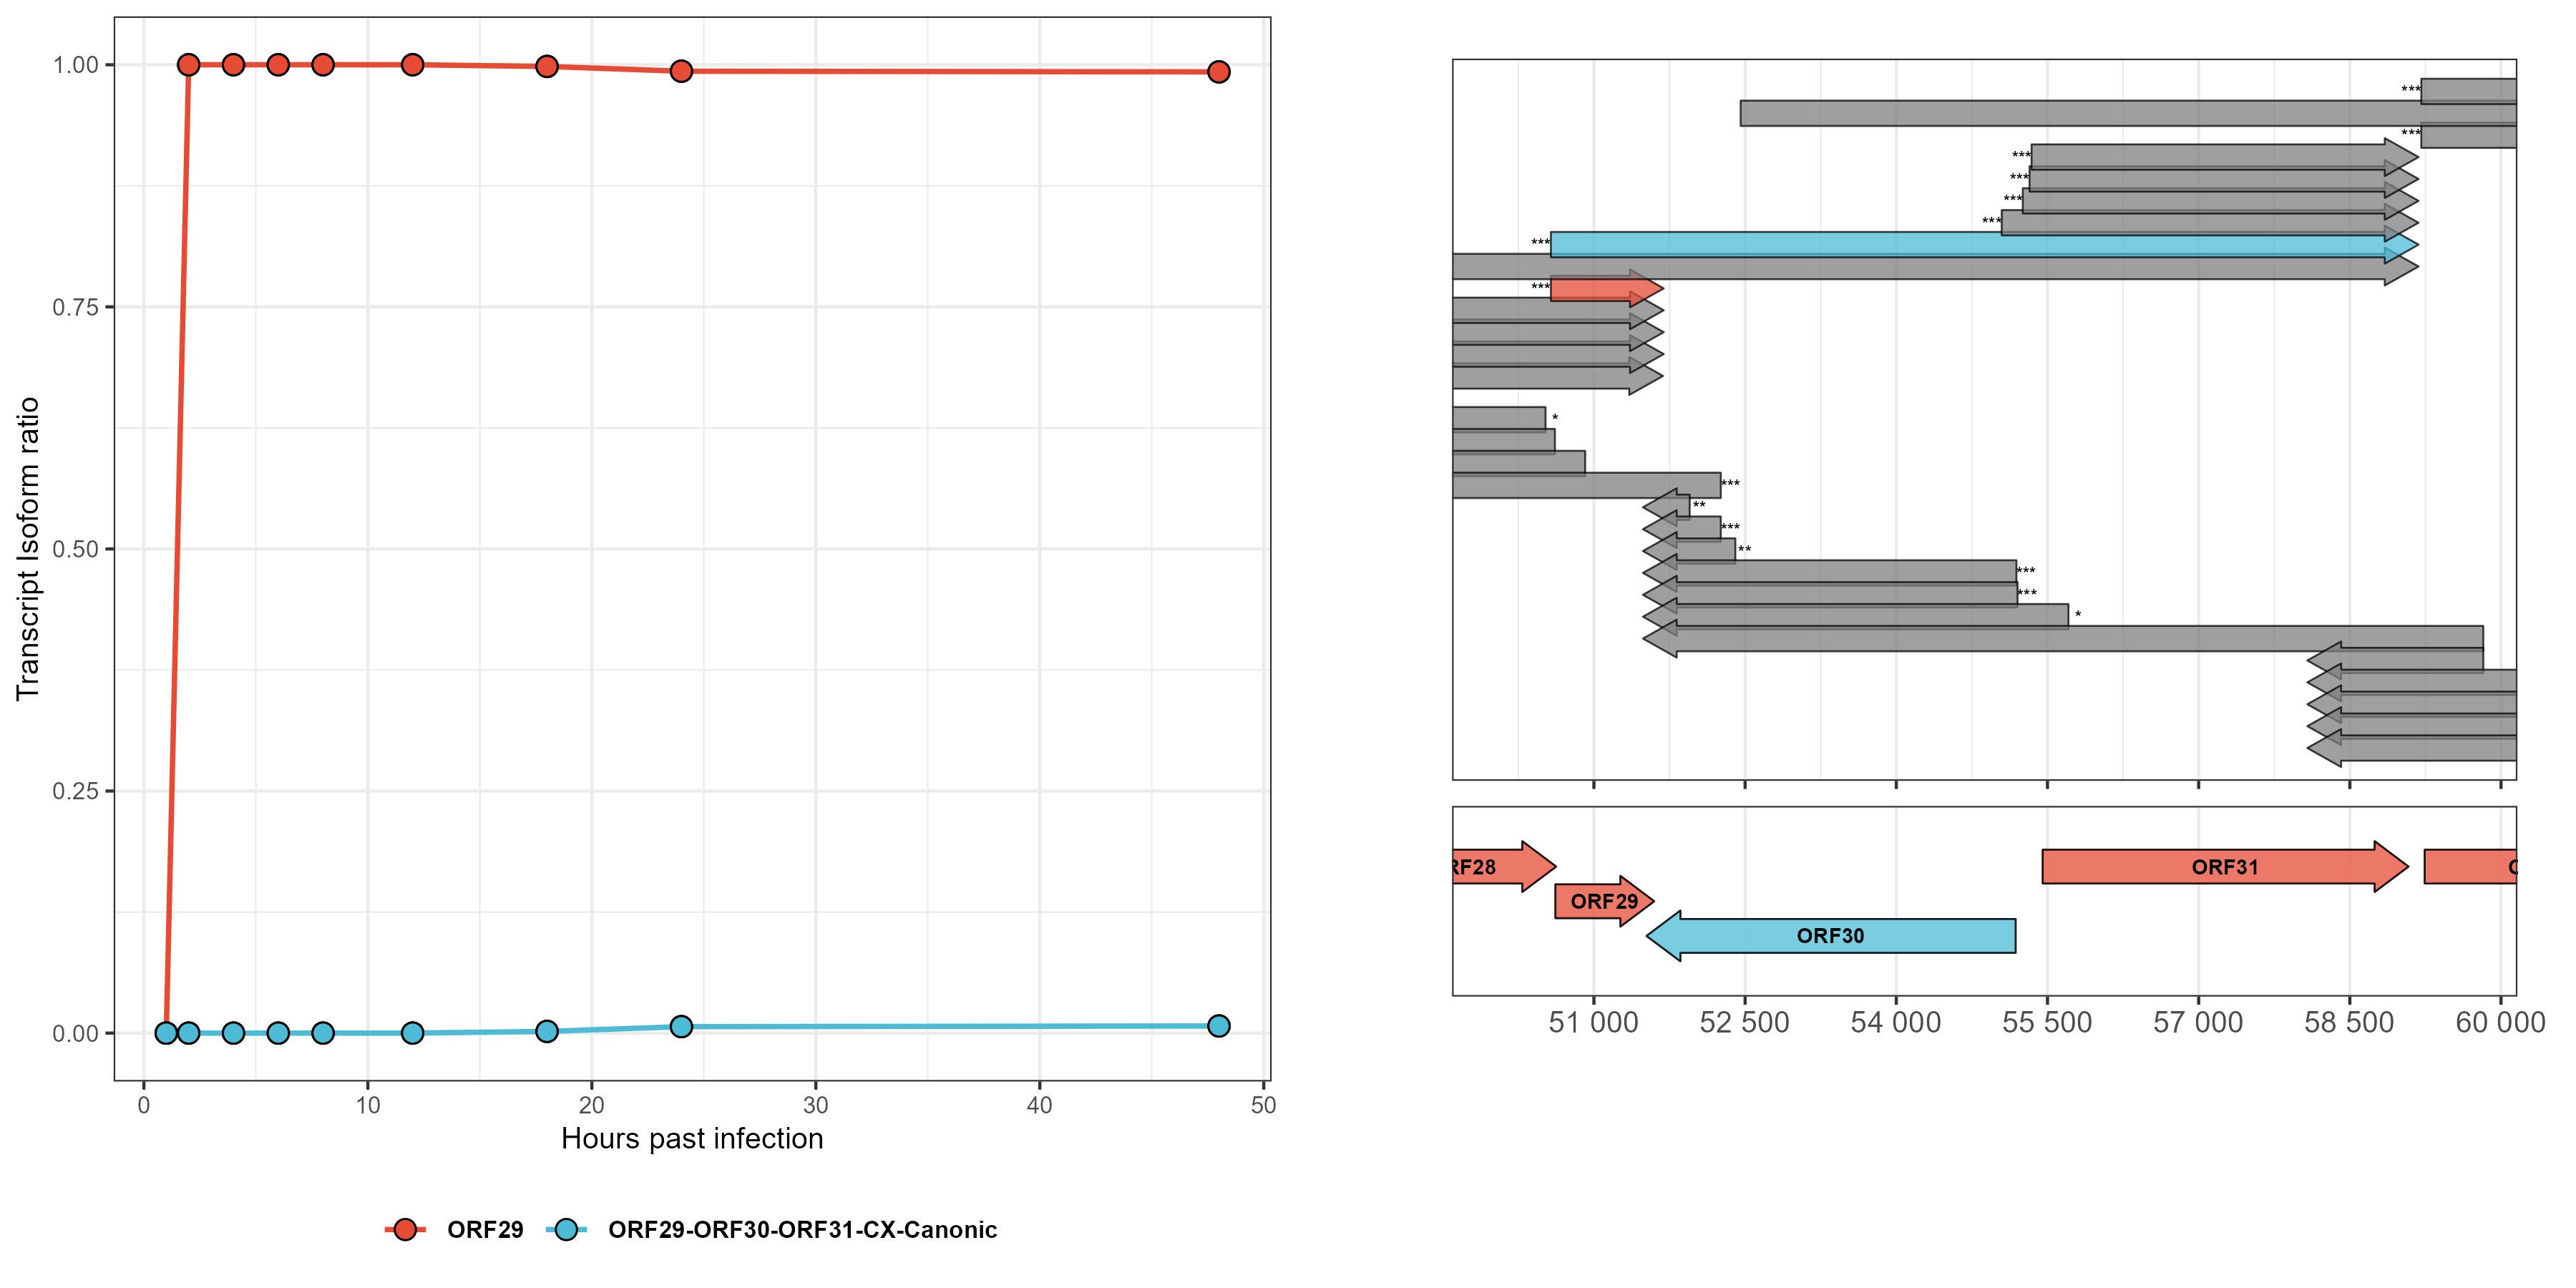 1.00
0.75
0.50
0.25
0.00
Transcript Isoform ratio
0 10 20 30 40 50
Hours past infection
ORF29 ORF29-ORF30-ORF31-CX-Canonic
***
***
***
***
***
***
***
***
*
***
**
***
**
***
***
*
RF28 ORF31
ORF29
ORF30
51 000 52 500 54 000 55 500 57 000 58 500 60 000